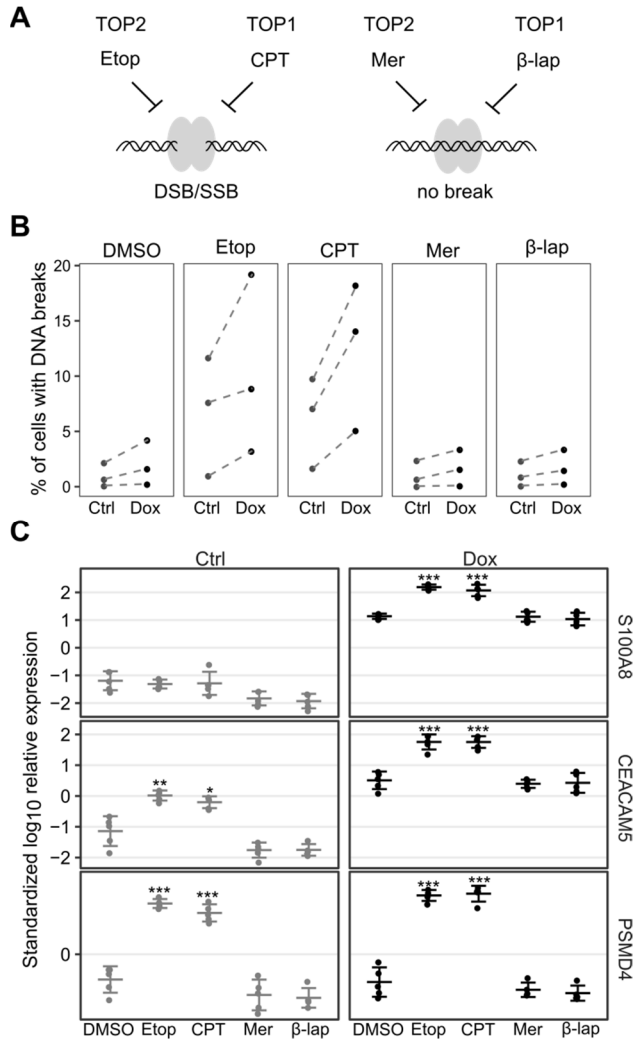 A
TOP2 TOP1 TOP2 TOP1
Etop CPT Mer β-lap
DSB/SSB no break
B
DMSO Etop CPT Mer β-lap
% of cells with DNA breaks
20
15
10
5
0
Ctrl Dox Ctrl Dox Ctrl Dox Ctrl Dox Ctrl Dox
C
Ctrl Dox
Standardized log10 relative expression
*** ***
2
1
0
−1
−2
S100A8
*** ***
** *
2
1
0
−1
−2
CEACAM5
*** *** *** ***
0
PSMD4
DMSO Etop CPT Mer β-lap DMSO Etop CPT Mer β-lap